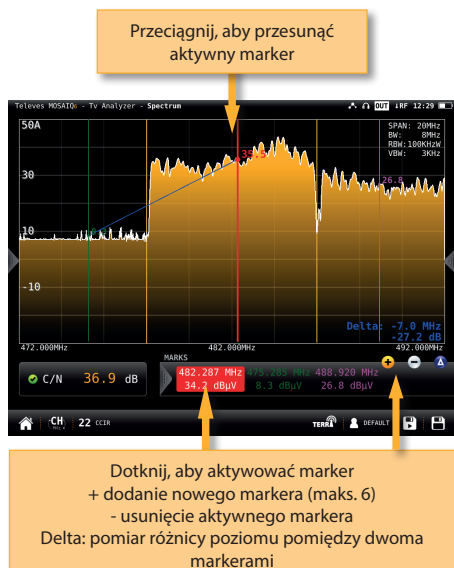 Przeciągnij, aby przesunąć
aktywny marker
Televes MOSAIQ6 - Tv Analyzer - Spectrum
OUT ↓RF 12:29
50A
SPAN: 20MHz
BW: 8MHz
RBW:100KHzW
VBW: 3KHz
35.5
30
26.8
10
-10
Delta: -7.0 MHz
-27.2 dB
472.000MHz 482.000MHz 492.000MHz
MARKS
+ - Δ
C/N 36.9 dB
482.287 MHz 475.285 MHz 488.920 MHz
34.2 dBµV 8.3 dBµV 26.8 dBµV
CH 22 CCIR TERR DEFAULT
Dotknij, aby aktywować marker
+ dodanie nowego markera (maks. 6)
- usunięcie aktywnego markera
Delta: pomiar różnicy poziomu pomiędzy dwoma
markerami